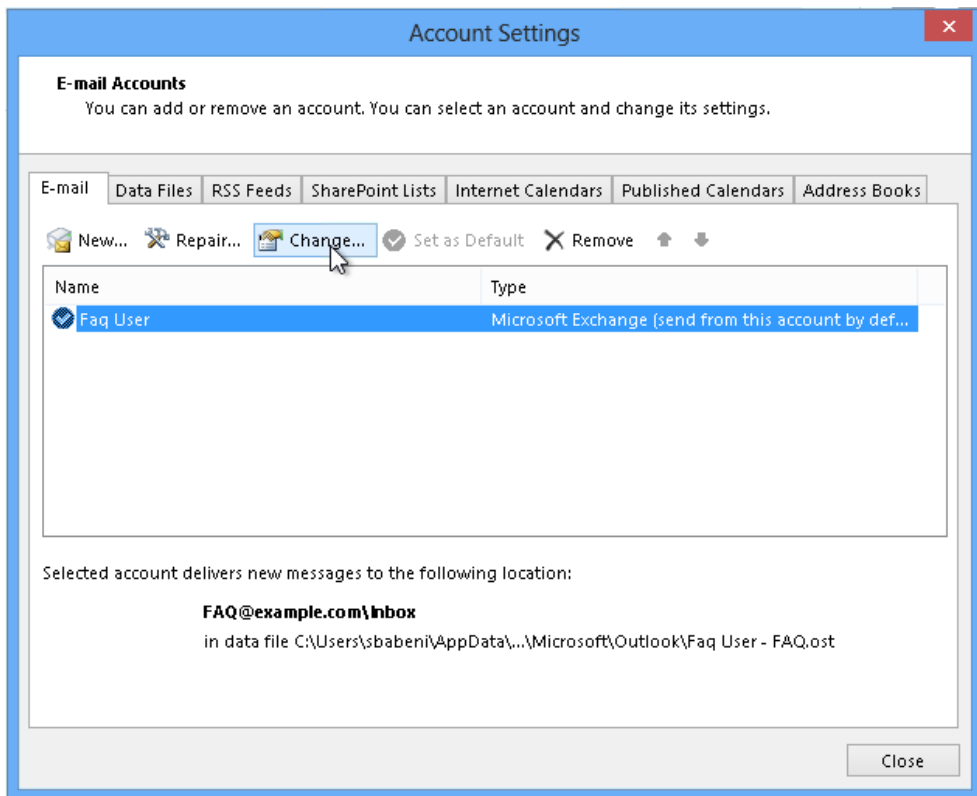 Account Settings
E-mail Accounts
You can add or remove an account. You can select an account and change its settings.
E-mail Data Files RSS Feeds SharePoint Lists Internet Calendars Published Calendars Address Books
New... Repair... Change... Set as Default Remove
Name Type
Faq User Microsoft Exchange (send from this account by def...
Selected account delivers new messages to the following location:
FAQ@example.com\Inbox
in data file C:\Users\sbabeni\AppData\...\Microsoft\Outlook\Faq User - FAQ.ost
Close